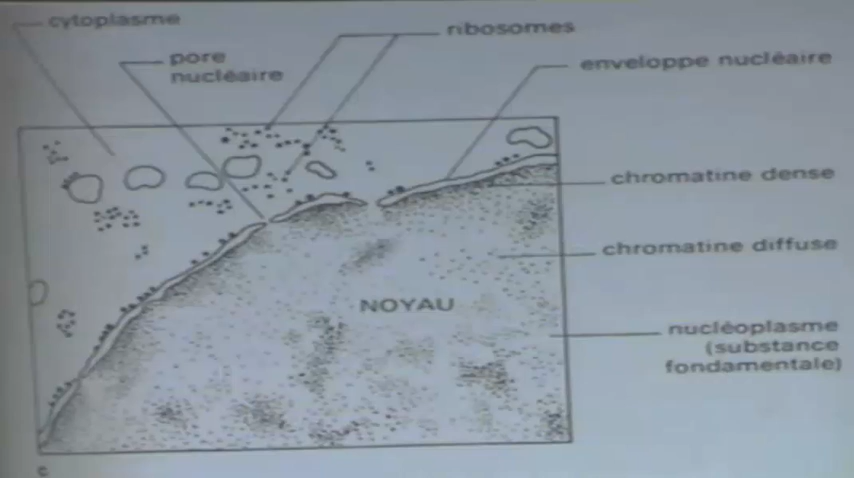 cytoplasme
ribosomes
pore
nucléaire
enveloppe nucléaire
chromatine dense
chromatine diffuse
NOYAU
nucléoplasme
(substance
fondamentale)
c